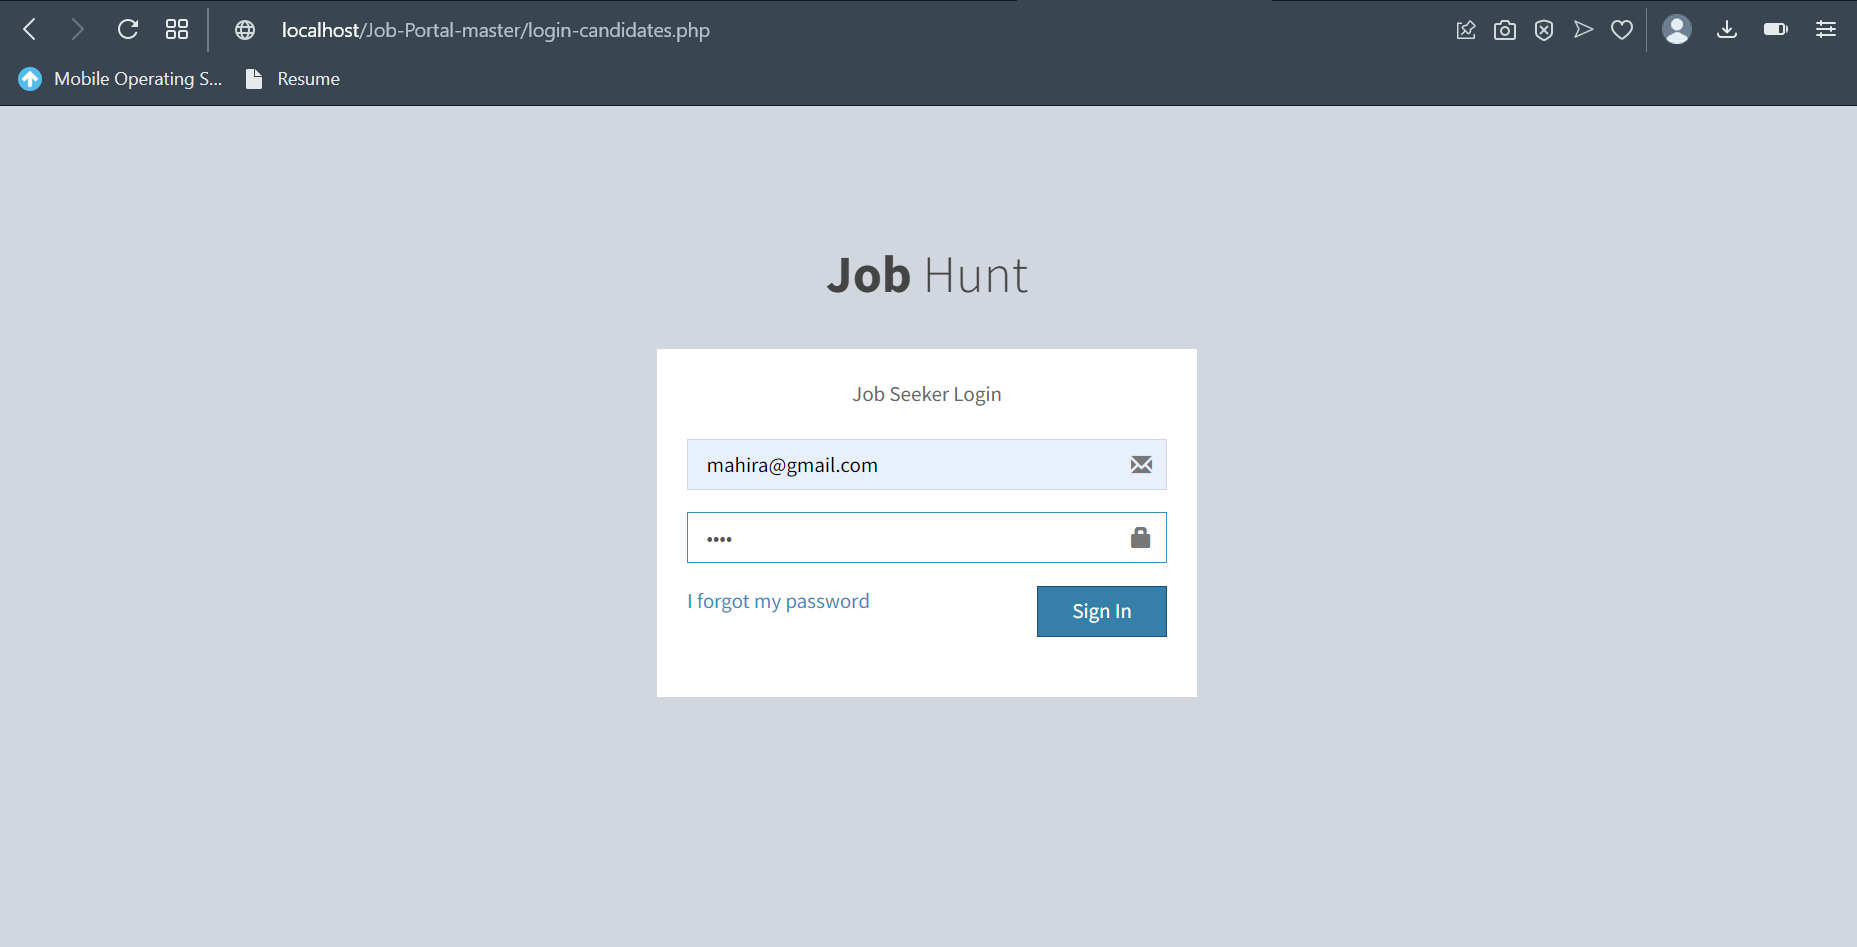 localhost/Job-Portal-master/login-candidates.php
Mobile Operating S... Resume
Job Hunt
Job Seeker Login
mahira@gmail.com
••••
I forgot my password
Sign In